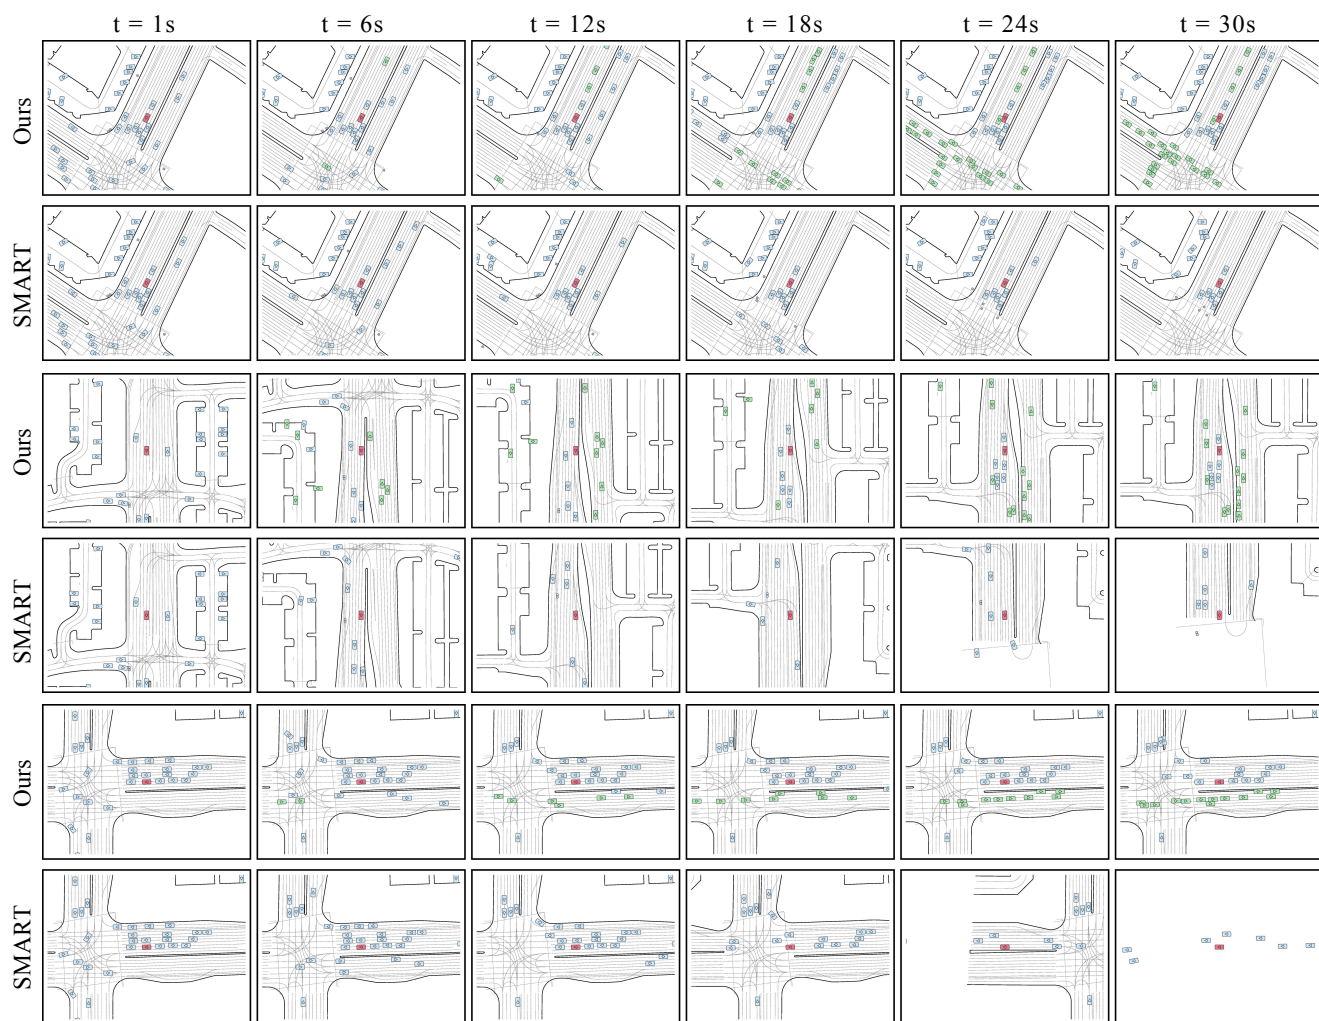 t = 1s t = 6s t = 12s t = 18s t = 24s t = 30s
Ours
SMART
Ours
SMART
Ours
SMART